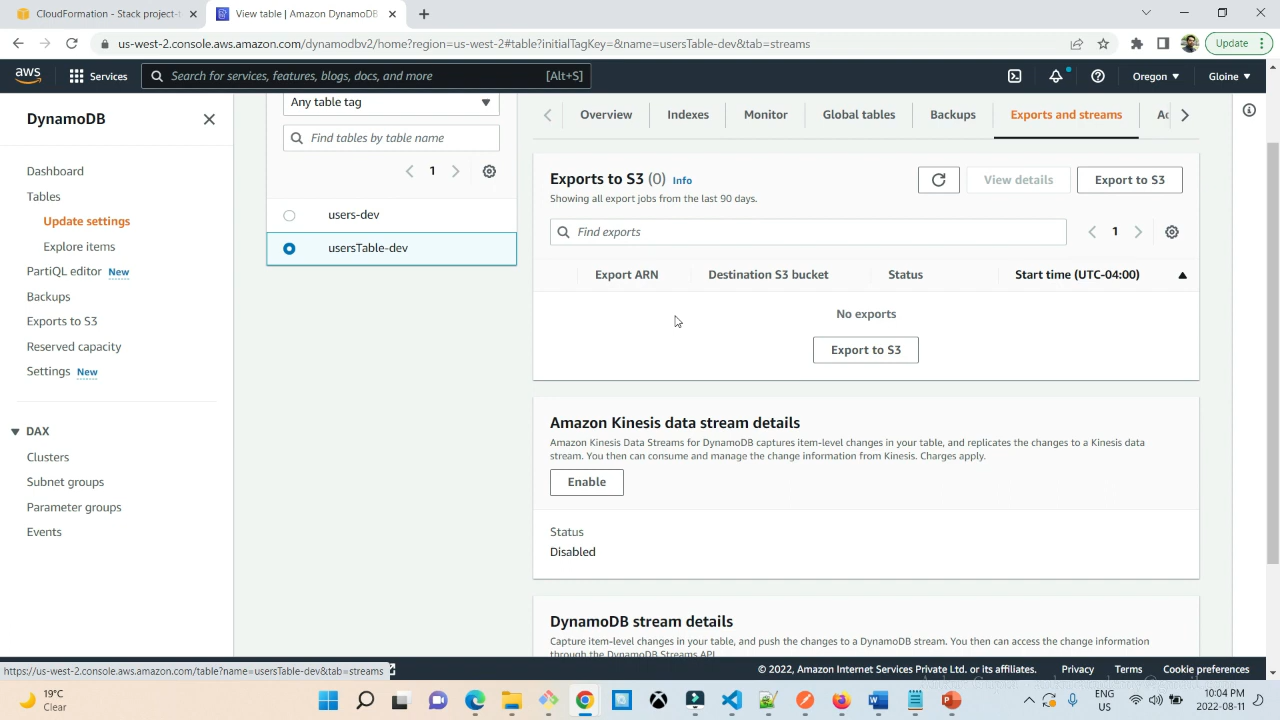 CloudFormation - Stack project-t
View table | Amazon DynamoDB
us-west-2.console.aws.amazon.com/dynamodbv2/home?region=us-west-2#table?initialTagKey=&name=usersTable-dev&tab=streams
Update
aws
Services
Search for services, features, blogs, docs, and more
[Alt+S]
Oregon
Gloine
DynamoDB
Dashboard
Tables
Update settings
Explore items
PartiQL editor New
Backups
Exports to S3
Reserved capacity
Settings New
DAX
Clusters
Subnet groups
Parameter groups
Events
Any table tag
Find tables by table name
1
users-dev
usersTable-dev
Overview
Indexes
Monitor
Global tables
Backups
Exports and streams
Exports to S3 (0) Info
Showing all export jobs from the last 90 days.
View details
Export to S3
Find exports
1
Export ARN
Destination S3 bucket
Status
Start time (UTC-04:00)
No exports
Export to S3
Amazon Kinesis data stream details
Amazon Kinesis Data Streams for DynamoDB captures item-level changes in your table, and replicates the changes to a Kinesis data
stream. You then can consume and manage the change information from Kinesis. Charges apply.
Enable
Status
Disabled
DynamoDB stream details
Capture item-level changes in your table, and push the changes to a DynamoDB stream. You then can access the change information
through the DynamoDB Streams API.
https://us-west-2.console.aws.amazon.com/table?name=usersTable-dev&tab=streams
© 2022, Amazon Internet Services Private Ltd. or its affiliates.
Privacy
Terms
Cookie preferences
19°C
Clear
ENG
US
10:04 PM
2022-08-11